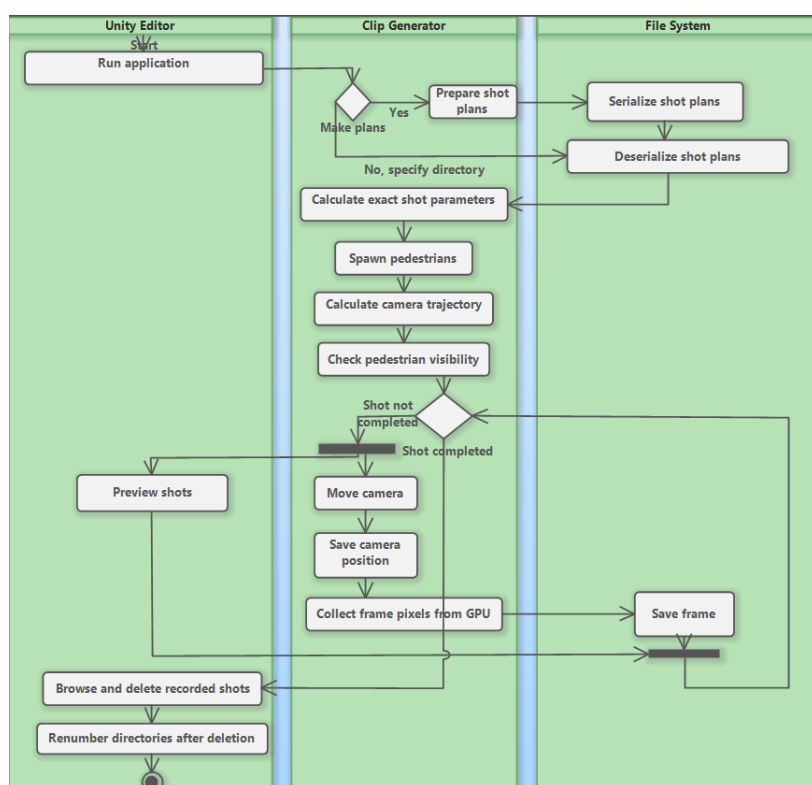 Unity Editor
Clip Generator
File System
Start
Run application
Make plans
Yes
Prepare shot
plans
Serialize shot plans
Deserialize shot plans
No, specify directory
Calculate exact shot parameters
Spawn pedestrians
Calculate camera trajectory
Check pedestrian visibility
Shot not
completed
Shot completed
Preview shots
Move camera
Save camera
position
Collect frame pixels from GPU
Save frame
Browse and delete recorded shots
Renumber directories after deletion